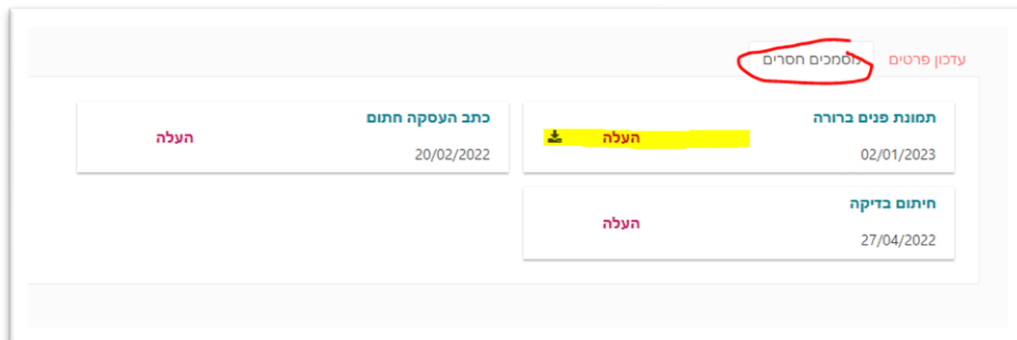 עדכון פרטים
מסמכים חסרים
תמונת פנים ברורה
העלה
02/01/2023
כתב העסקה חתום
העלה
20/02/2022
חיתום בדיקה
העלה
27/04/2022